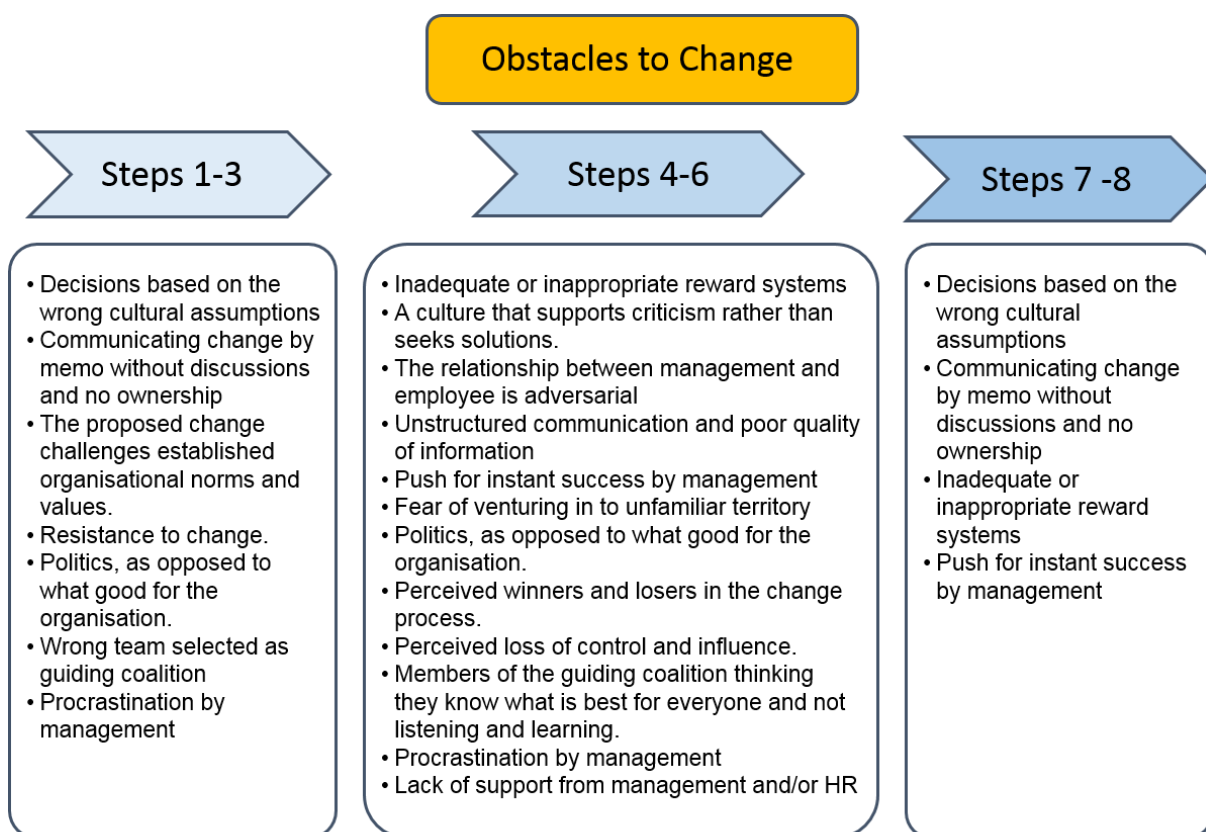 Obstacles to Change
Steps 1-3
• Decisions based on the
wrong cultural assumptions
• Communicating change by
memo without discussions
and no ownership
• The proposed change
challenges established
organisational norms and
values.
• Resistance to change.
• Politics, as opposed to
what good for the
organisation.
• Wrong team selected as
guiding coalition
• Procrastination by
management
Steps 4-6
• Inadequate or inappropriate reward systems
• A culture that supports criticism rather than
seeks solutions.
• The relationship between management and
employee is adversarial
• Unstructured communication and poor quality
of information
• Push for instant success by management
• Fear of venturing in to unfamiliar territory
• Politics, as opposed to what good for the
organisation.
• Perceived winners and losers in the change
process.
• Perceived loss of control and influence.
• Members of the guiding coalition thinking
they know what is best for everyone and not
listening and learning.
• Procrastination by management
• Lack of support from management and/or HR
Steps 7 -8
• Decisions based on the
wrong cultural
assumptions
• Communicating change
by memo without
discussions and no
ownership
• Inadequate or
inappropriate reward
systems
• Push for instant success
by management